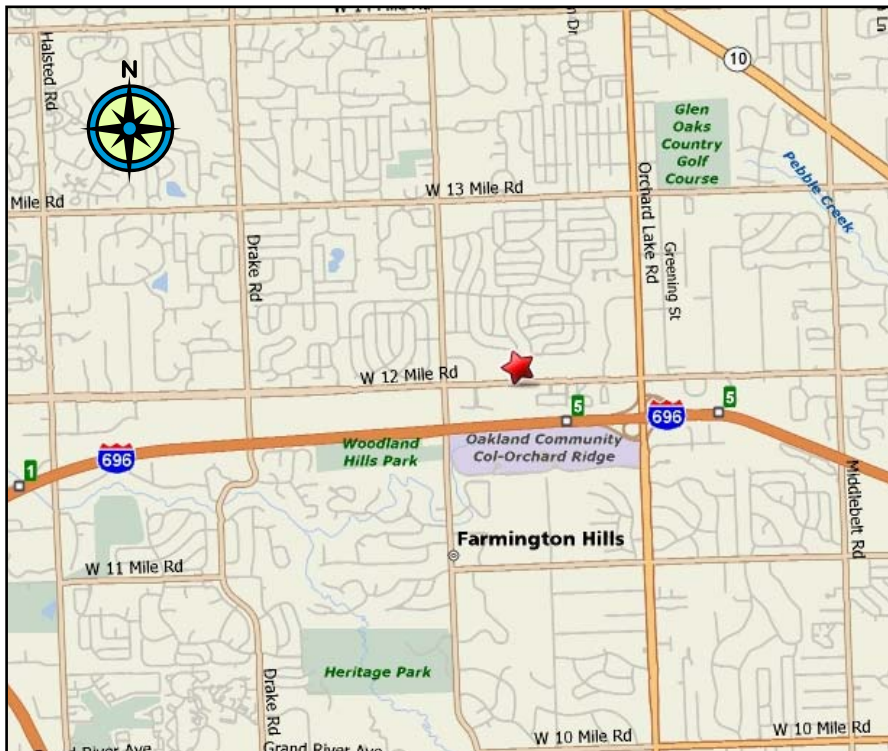 Halsted Rd
N
10
Glen
Oaks
Country
Golf
Course
Pebble Creek
W 13 Mile Rd
Mile Rd
Drake Rd
Orchard Lake Rd
Greening St
W 12 Mile Rd
5
696
5
Woodland
Hills Park
Oakland Community
Col-Orchard Ridge
696
1
Middlebelt Rd
Farmington Hills
W 11 Mile Rd
Heritage Park
Drake Rd
W 10 Mile Rd
W 10 Mile Rd
Grand River Ave